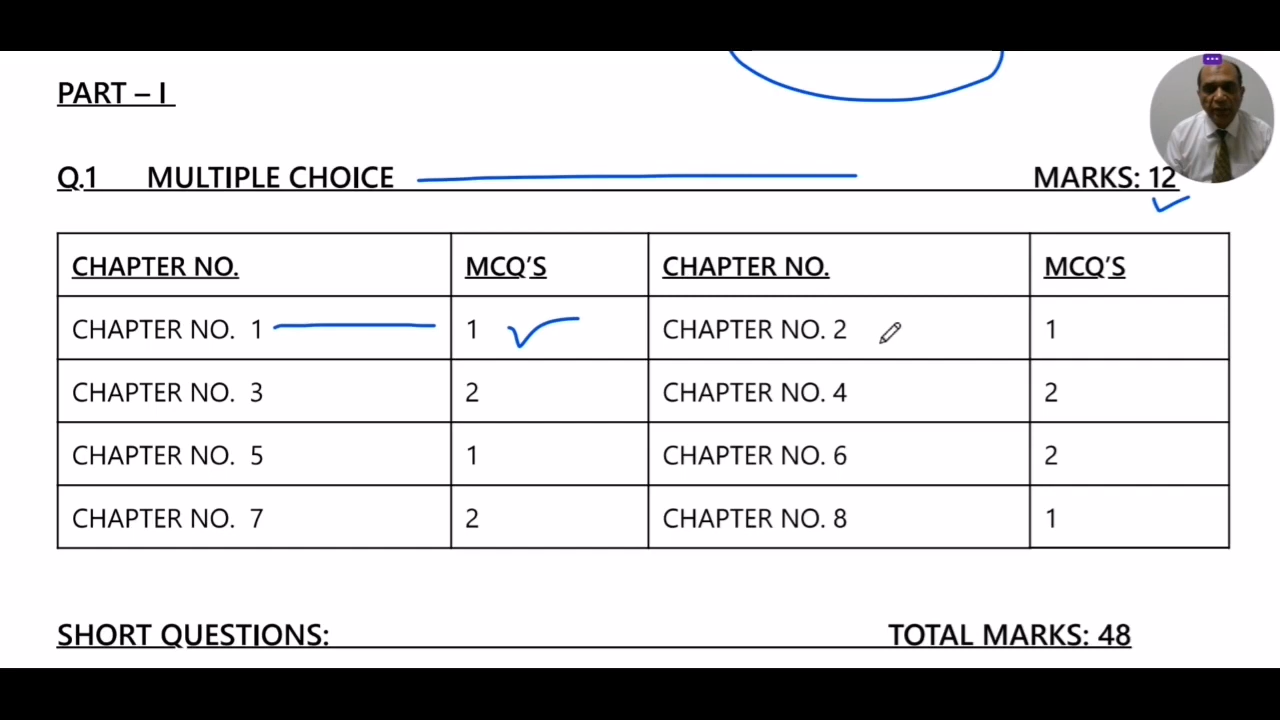 PART – I
Q.1 MULTIPLE CHOICE MARKS: 12
CHAPTER NO. MCQ'S CHAPTER NO. MCQ'S
CHAPTER NO. 1 1 CHAPTER NO. 2 1
CHAPTER NO. 3 2 CHAPTER NO. 4 2
CHAPTER NO. 5 1 CHAPTER NO. 6 2
CHAPTER NO. 7 2 CHAPTER NO. 8 1
SHORT QUESTIONS: TOTAL MARKS: 48